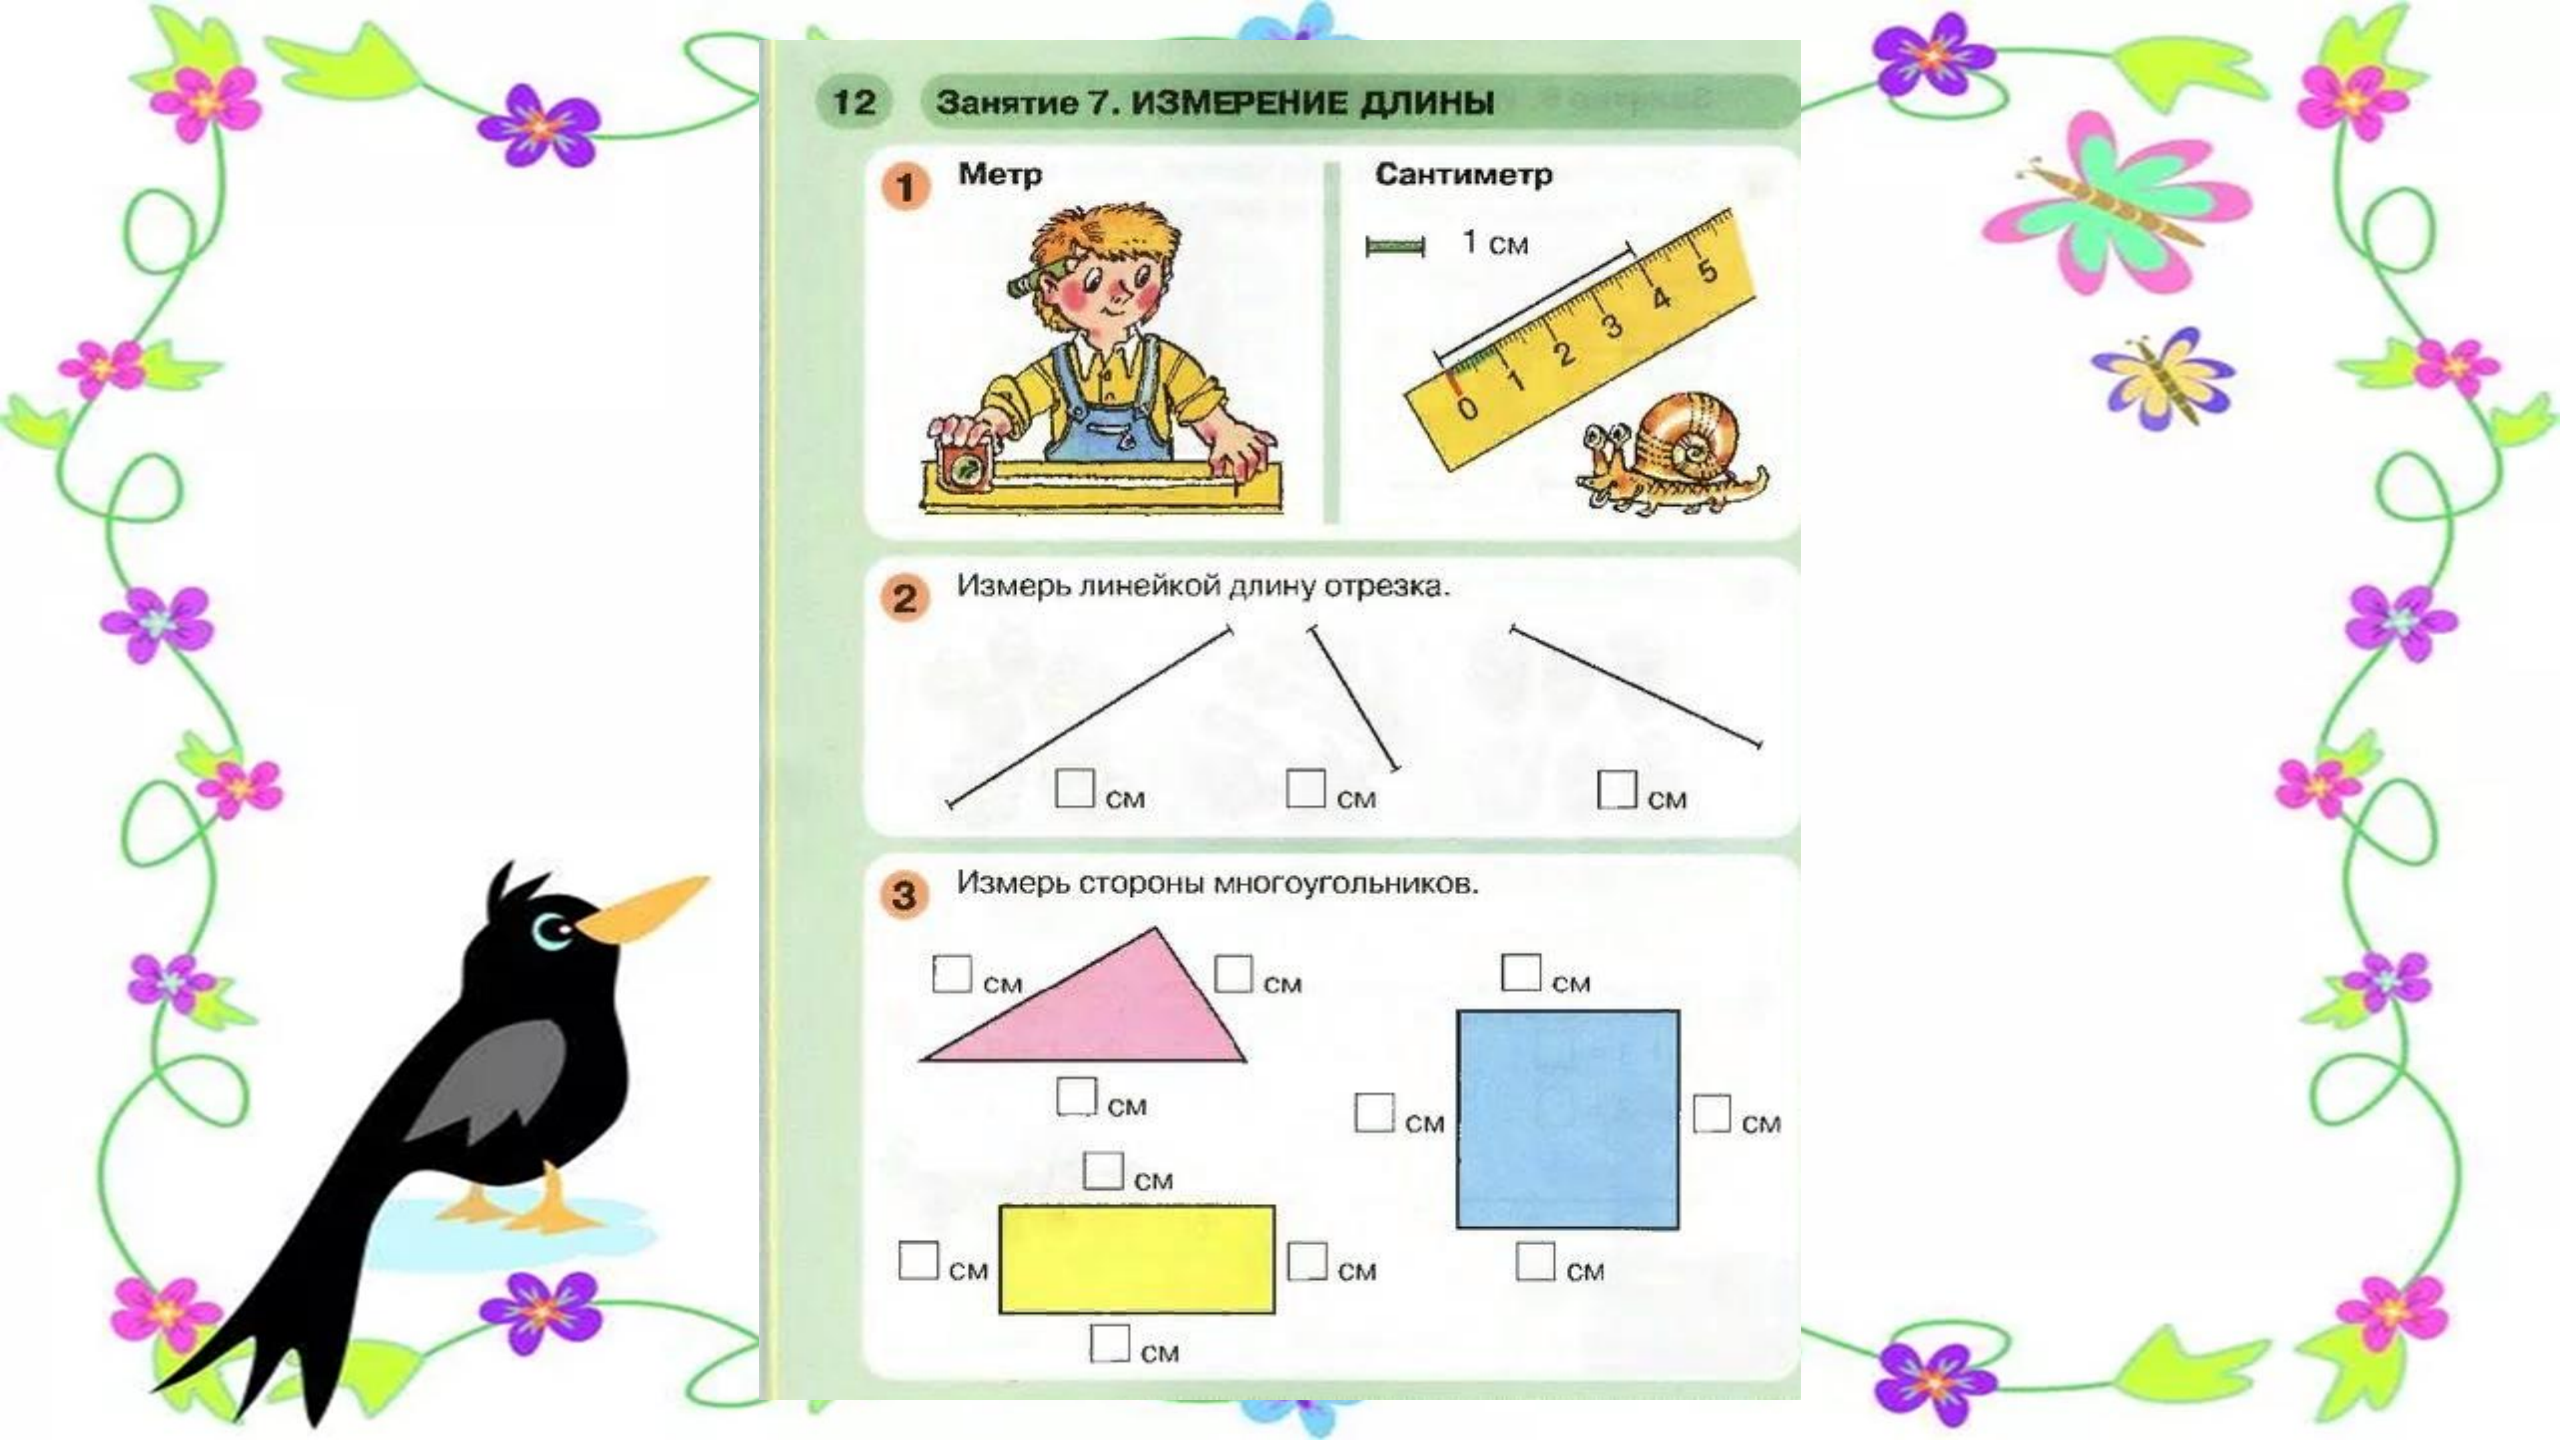 12 Занятие 7. ИЗМЕРЕНИЕ ДЛИНЫ
1 Метр
Сантиметр
1 см
0 1 2 3 4 5
2 Измерь линейкой длину отрезка.
см см см
3 Измерь стороны многоугольников.
см см
см
см
см см
см
см см
см
см